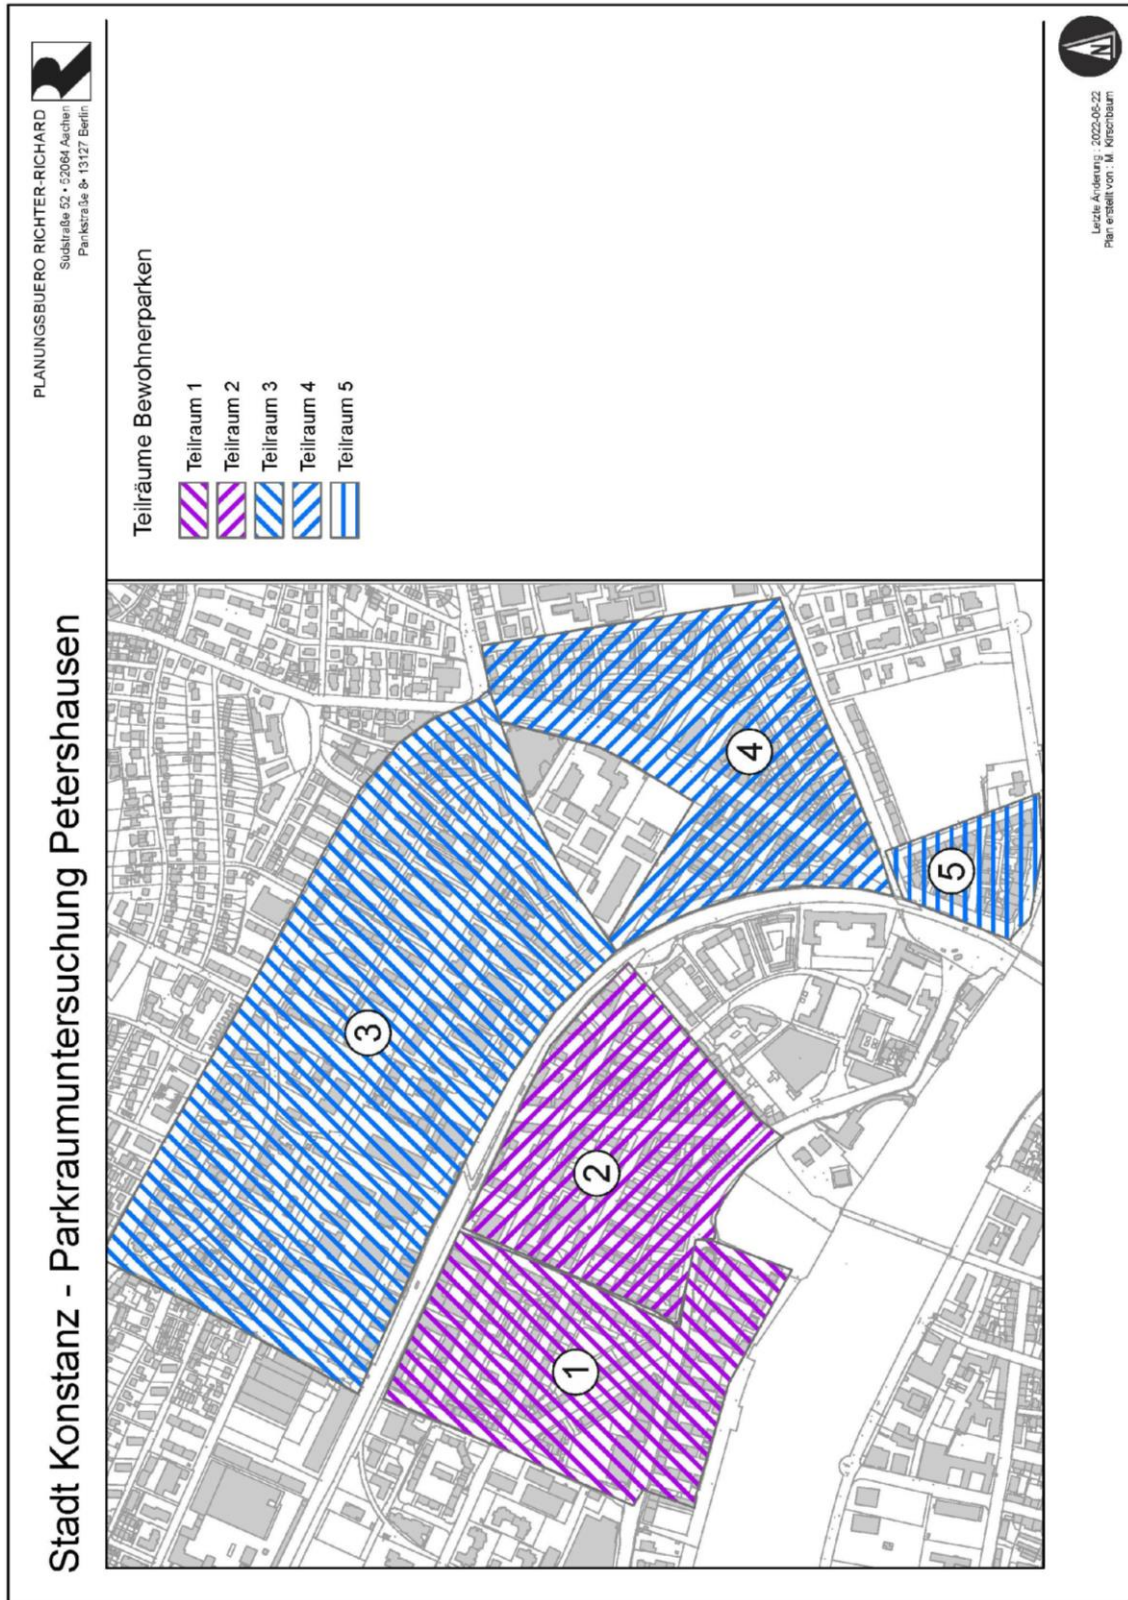 Stadt Konstanz - Parkraumuntersuchung Petershausen
PLANUNGSBUERO RICHTER-RICHARD
Südstraße 52 • 52064 Aachen
Pankstraße 8• 13127 Berlin
R
Teilräume Bewohnerparken
Teilraum 1
Teilraum 2
Teilraum 3
Teilraum 4
Teilraum 5
3
4
5
2
1
N
Letzte Änderung : 2022-06-22
Plan erstellt von : M. Kirschbaum